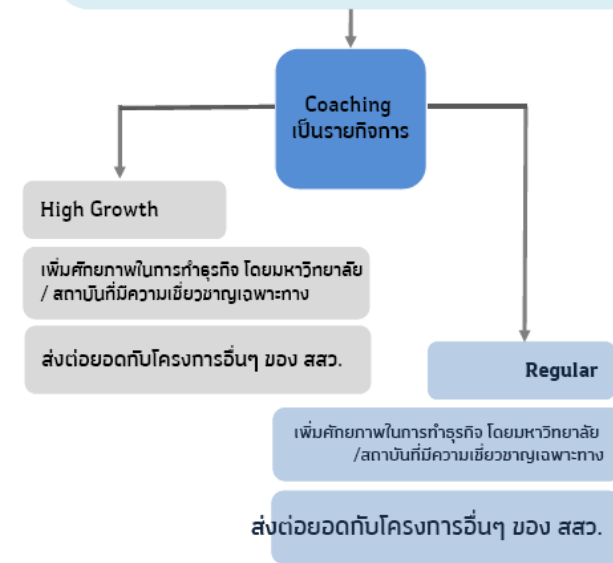 Coaching
เป็นรายกิจการ
High Growth
เพิ่มศักยภาพในการทำธุรกิจ โดยมหาวิทยาลัย
/ สถาบันที่มีความเชี่ยวชาญเฉพาะทาง
ส่งต่อยอดกับโครงการอื่นๆ ของ สสว.
Regular
เพิ่มศักยภาพในการทำธุรกิจ โดยมหาวิทยาลัย
/สถาบันที่มีความเชี่ยวชาญเฉพาะทาง
ส่งต่อยอดกับโครงการอื่นๆ ของ สสว.